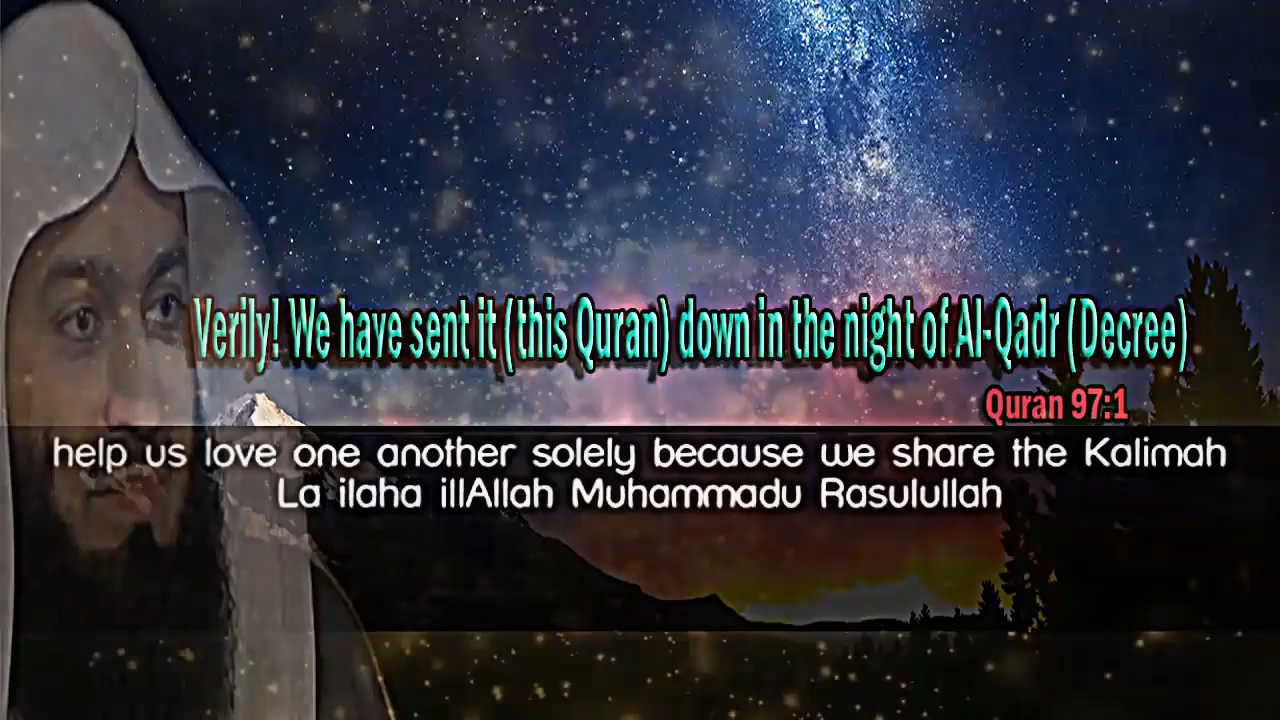 Verily! We have sent it (this Quran) down in the night of Al-Qadr (Decree)
Quran 97:1
help us love one another solely because we share the Kalimah
La ilaha illAllah Muhammadu Rasulullah